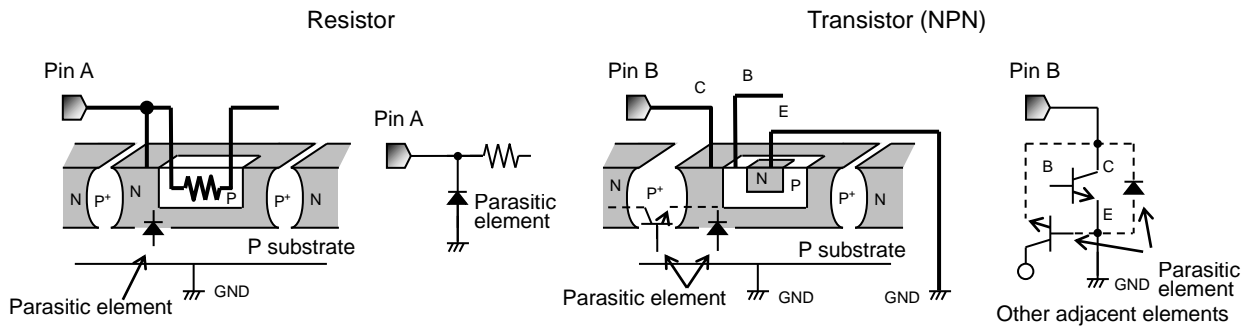 Resistor
Transistor (NPN)
Pin A
Pin A
N
P+
N
P
P+
N
Parasitic
element
P substrate
GND
Parasitic element
Pin B
C
B
E
N
P+
N
P
P+
N
P substrate
GND
GND
Parasitic element
Pin B
B
C
E
Parasitic
element
GND
Other adjacent elements